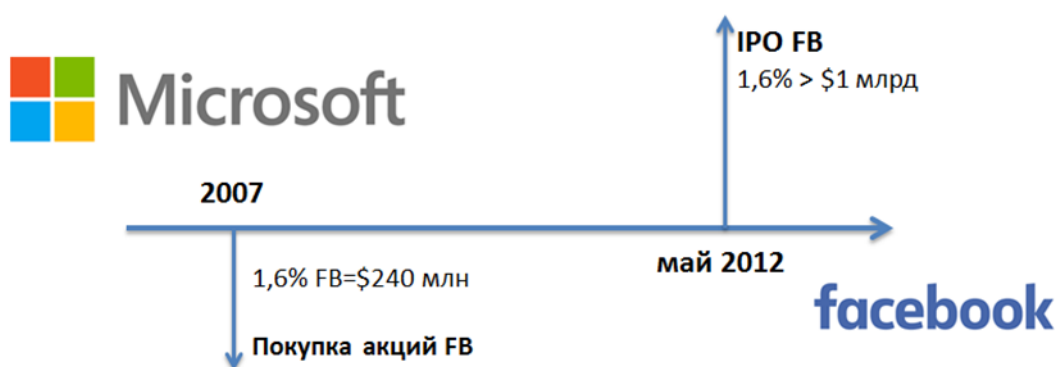 Microsoft
IPO FB
1,6% > $1 млрд
2007
май 2012
1,6% FB=$240 млн
facebook
Покупка акций FB